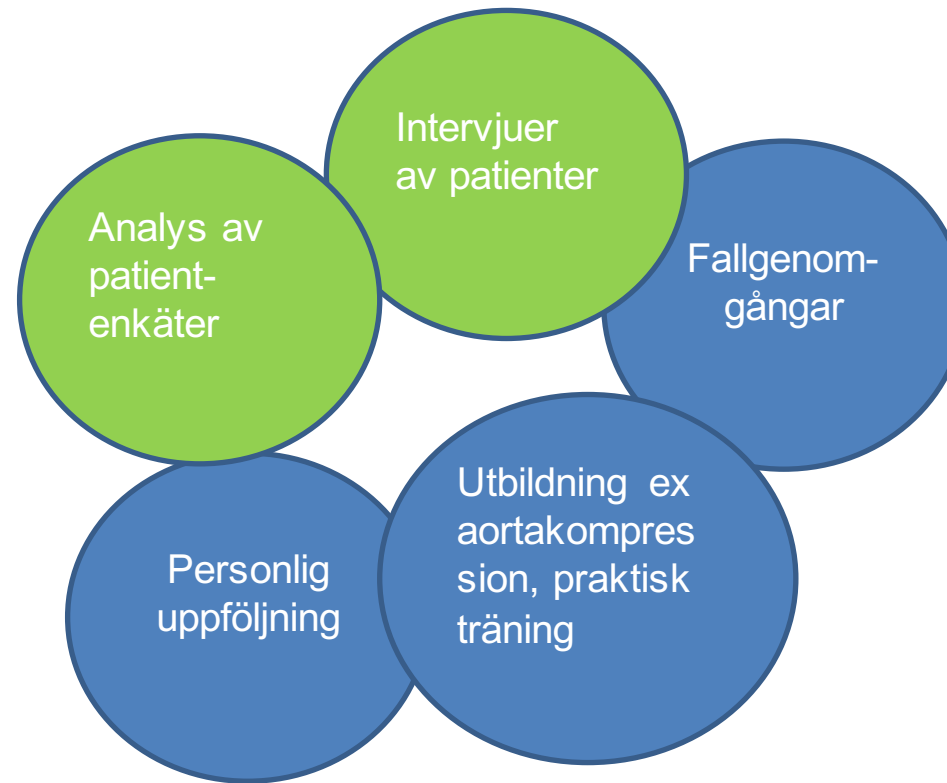 Intervjuer
av patienter
Analys av
patient-
enkäter
Fallgenom-
gångar
Utbildning ex
aortakompres
sion, praktisk
träning
Personlig
uppföljning